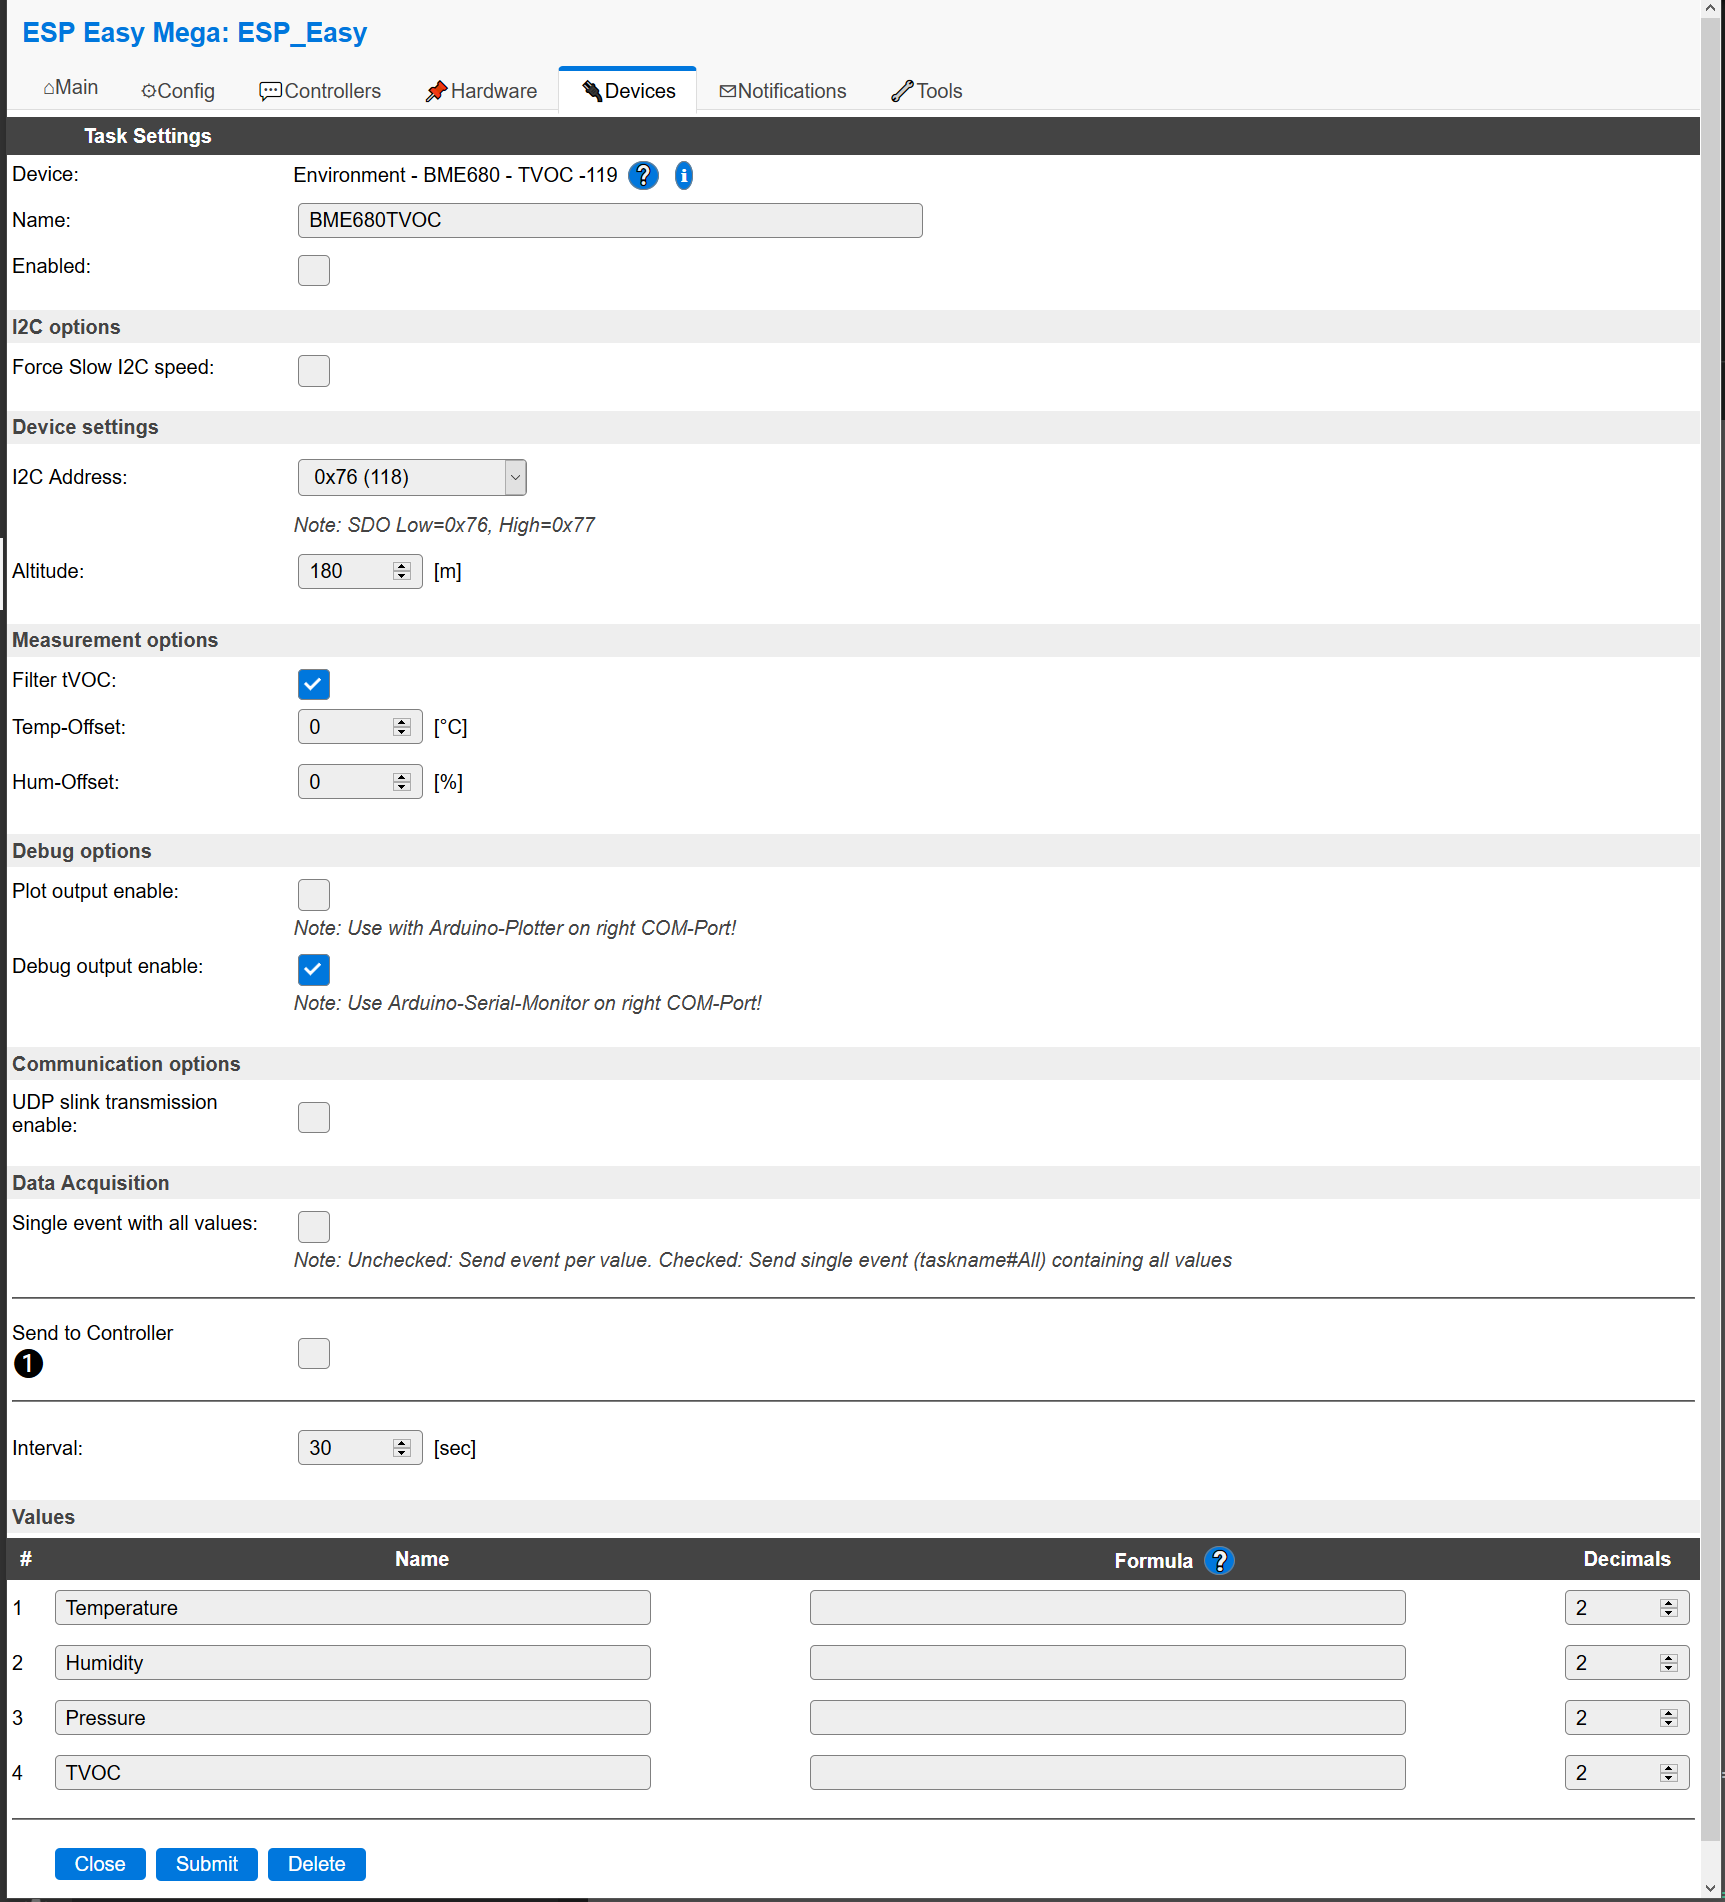 ESP Easy Mega: ESP_Easy
Main Config Controllers Hardware Devices Notifications Tools
Task Settings
Device: Environment - BME680 - TVOC -119 ? i
Name: BME680TVOC
Enabled:
I2C options
Force Slow I2C speed:
Device settings
I2C Address: 0x76 (118)
Note: SDO Low=0x76, High=0x77
Altitude: 180 [m]
Measurement options
Filter tVOC:
Temp-Offset: 0 [°C]
Hum-Offset: 0 [%]
Debug options
Plot output enable:
Note: Use with Arduino-Plotter on right COM-Port!
Debug output enable:
Note: Use Arduino-Serial-Monitor on right COM-Port!
Communication options
UDP slink transmission
enable:
Data Acquisition
Single event with all values:
Note: Unchecked: Send event per value. Checked: Send single event (taskname#All) containing all values
Send to Controller
1
Interval: 30 [sec]
Values
# Name Formula ? Decimals
1 Temperature 2
2 Humidity 2
3 Pressure 2
4 TVOC 2
Close Submit Delete